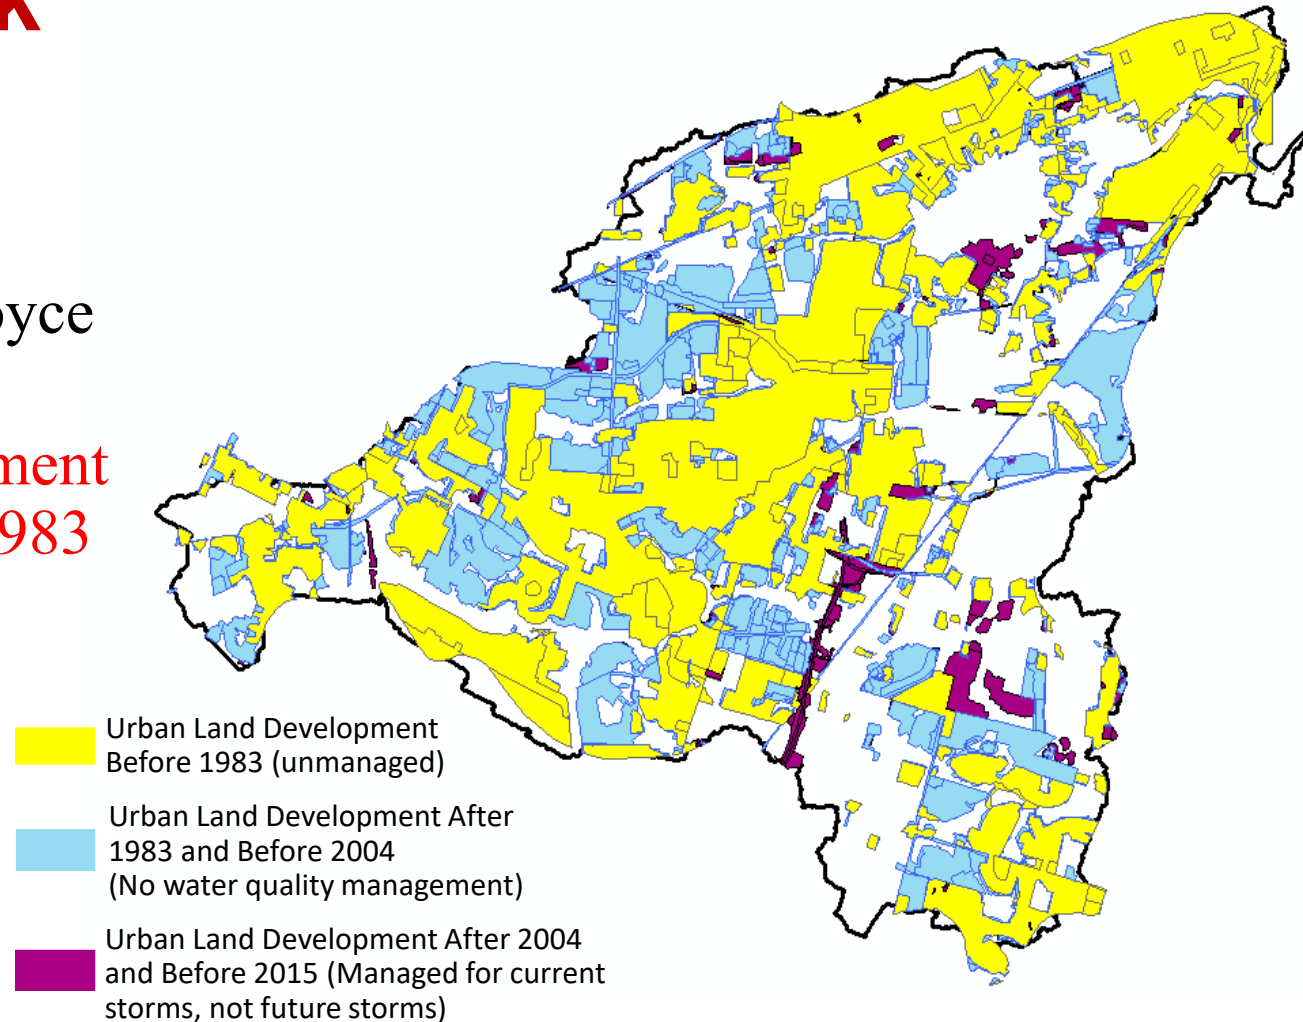 K
oyce
ment
983
Urban Land Development
Before 1983 (unmanaged)
Urban Land Development After
1983 and Before 2004
(No water quality management)
Urban Land Development After 2004
and Before 2015 (Managed for current
storms, not future storms)